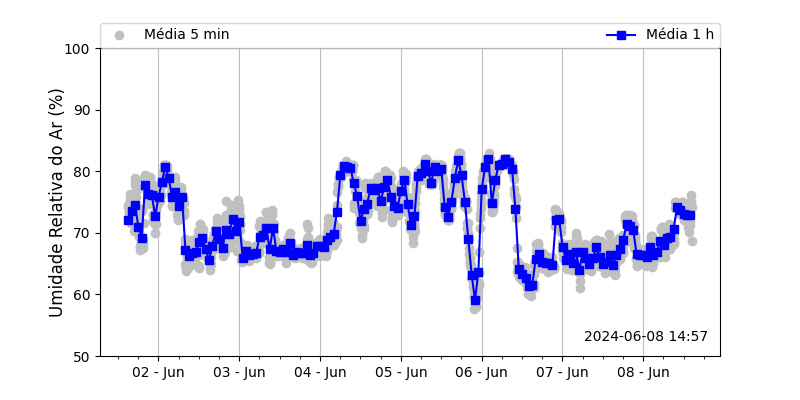 Média 5 min
Média 1 h
Umidade Relativa do Ar (%)
100
90
80
70
60
50
2024-06-08 14:57
02 - Jun
03 - Jun
04 - Jun
05 - Jun
06 - Jun
07 - Jun
08 - Jun